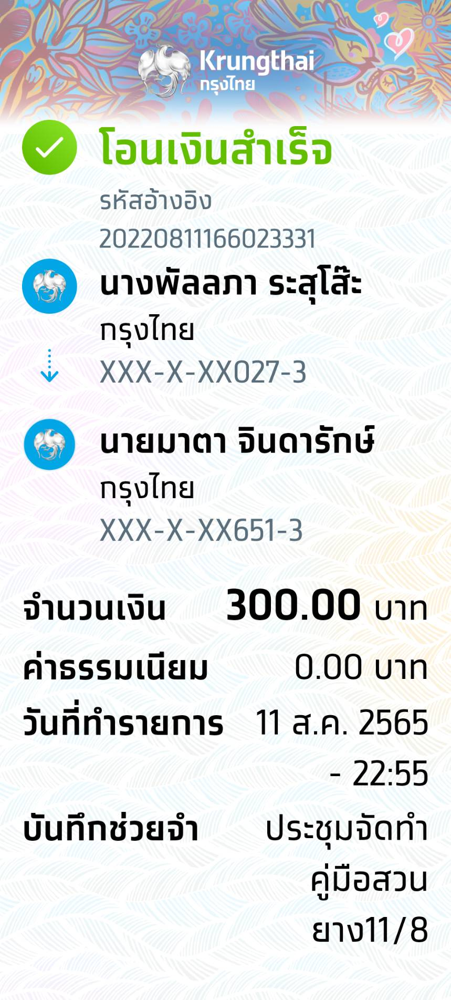 Krungthai
กรุงไทย
โอนเงินสำเร็จ
รหัสอ้างอิง
20220811166023331
นางพัลลภา ระสุโส๊ะ
กรุงไทย
XXX-X-XX027-3
นายมาตา จินดารักษ์
กรุงไทย
XXX-X-XX651-3
จำนวนเงิน 300.00 บาท
ค่าธรรมเนียม 0.00 บาท
วันที่ทำรายการ 11 ส.ค. 2565
- 22:55
บันทึกช่วยจำ ประชุมจัดทำ
คู่มือสวน
ยาง11/8